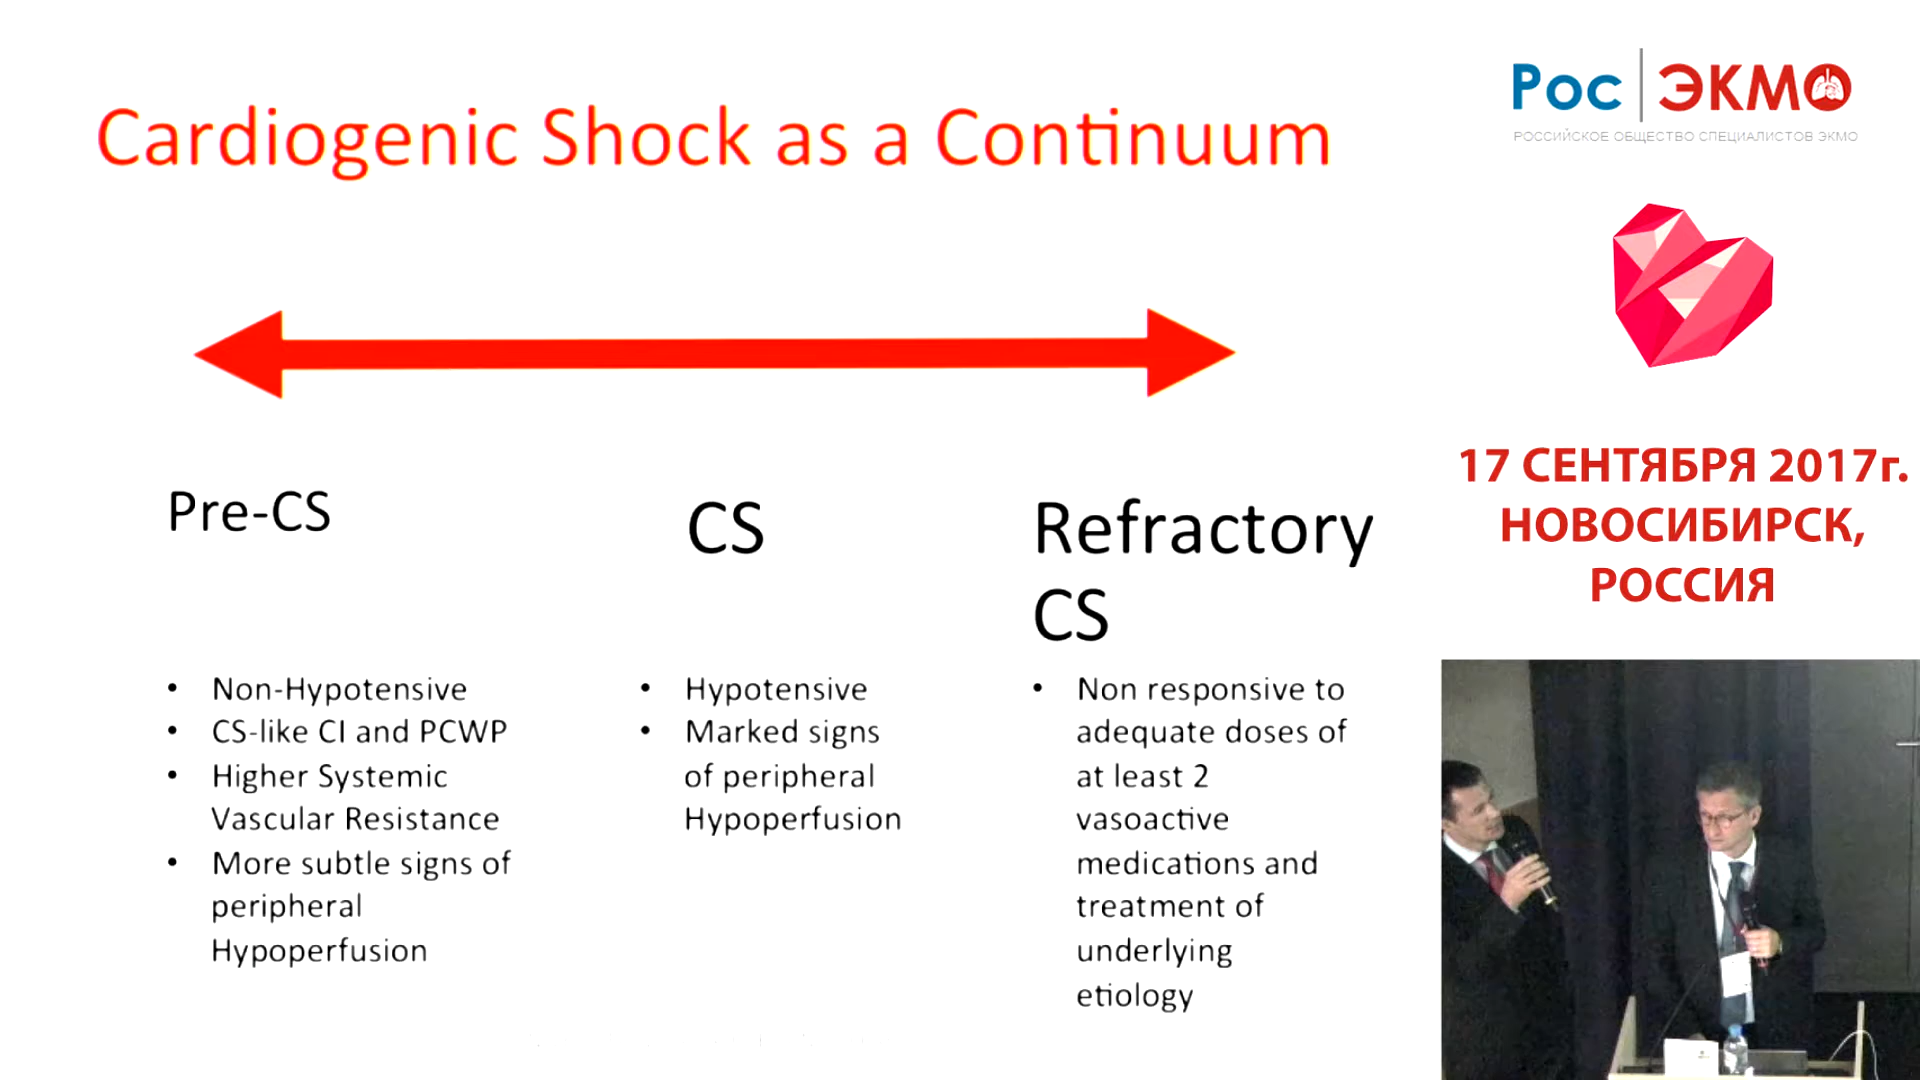 Cardiogenic Shock as a Continuum
Pre-CS
• Non-Hypotensive
• CS-like CI and PCWP
• Higher Systemic
Vascular Resistance
• More subtle signs of
peripheral
Hypoperfusion
CS
• Hypotensive
• Marked signs
of peripheral
Hypoperfusion
Refractory
CS
• Non responsive to
adequate doses of
at least 2
vasoactive
medications and
treatment of
underlying
etiology
Рос ЭКМО
РОССИЙСКОЕ ОБЩЕСТВО СПЕЦИАЛИСТОВ ЭКМО
17 СЕНТЯБРЯ 2017г.
НОВОСИБИРСК,
РОССИЯ